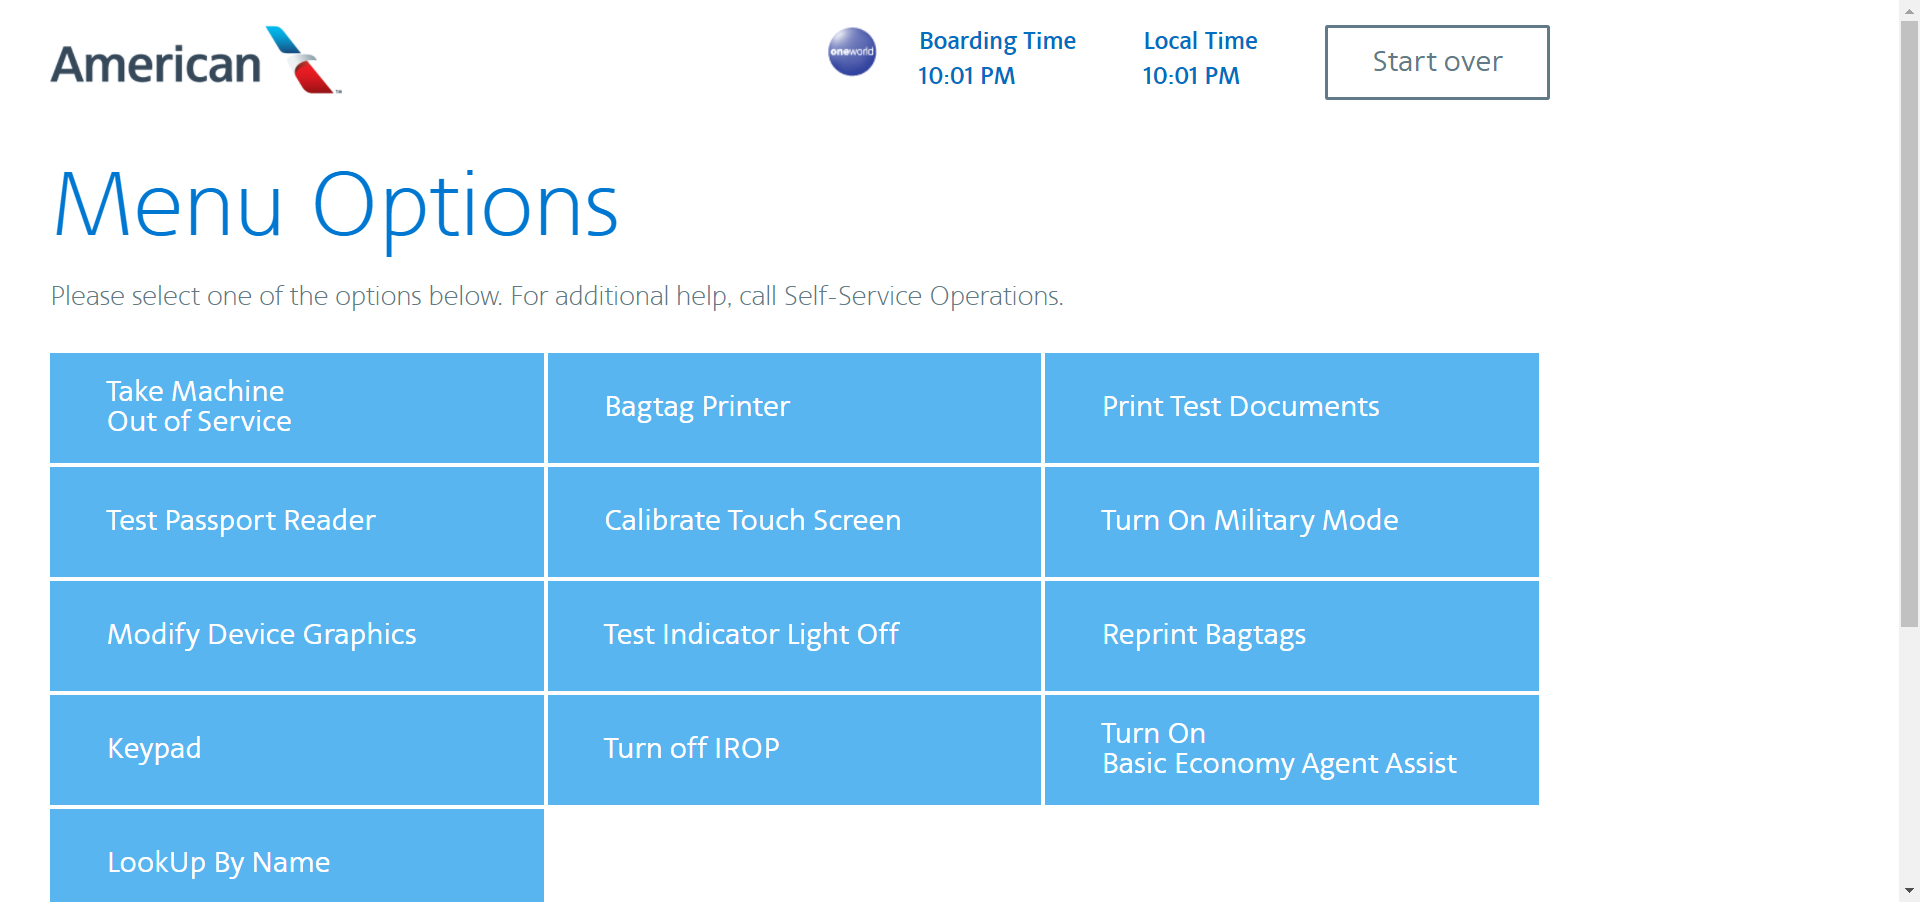 American
oneworld
Boarding Time
10:01 PM
Local Time
10:01 PM
Start over
Menu Options
Please select one of the options below. For additional help, call Self-Service Operations.
Take Machine
Out of Service
Bagtag Printer
Print Test Documents
Test Passport Reader
Calibrate Touch Screen
Turn On Military Mode
Modify Device Graphics
Test Indicator Light Off
Reprint Bagtags
Keypad
Turn off IROP
Turn On
Basic Economy Agent Assist
LookUp By Name